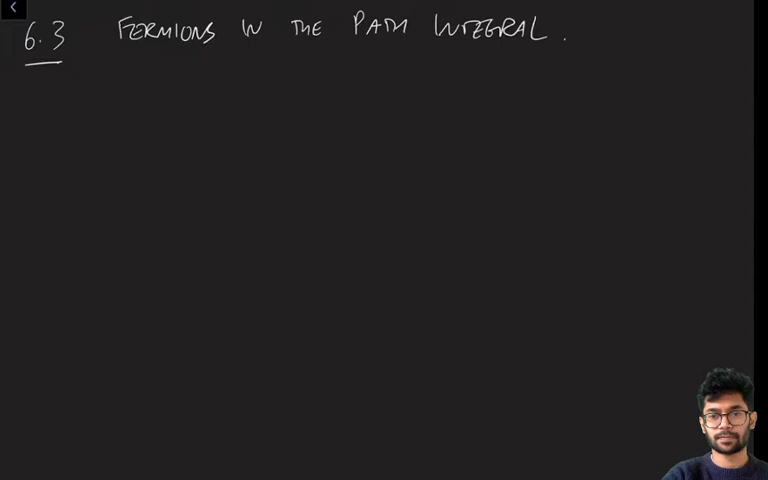 6.3 FERMIONS IN THE PATH INTEGRAL.